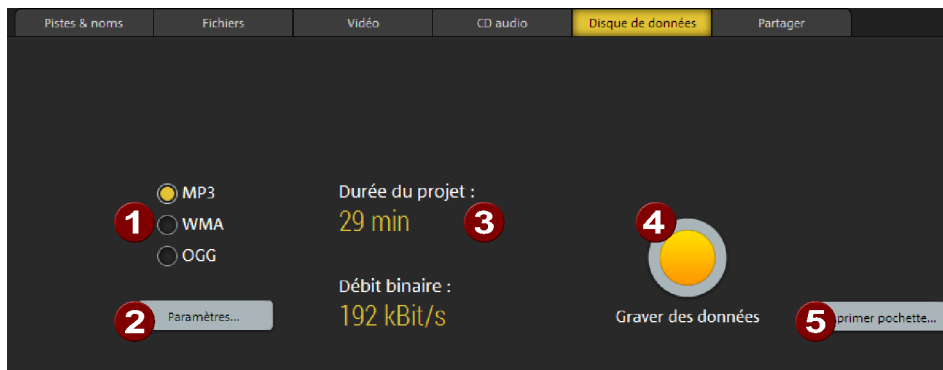 Pistes & noms
Fichiers
Vidéo
CD audio
Disque de données
Partager
MP3
1
WMA
OGG
2
Paramètres...
Durée du projet :
29 min
3
Débit binaire :
192 kBit/s
4
Graver des données
5
primer pochette...